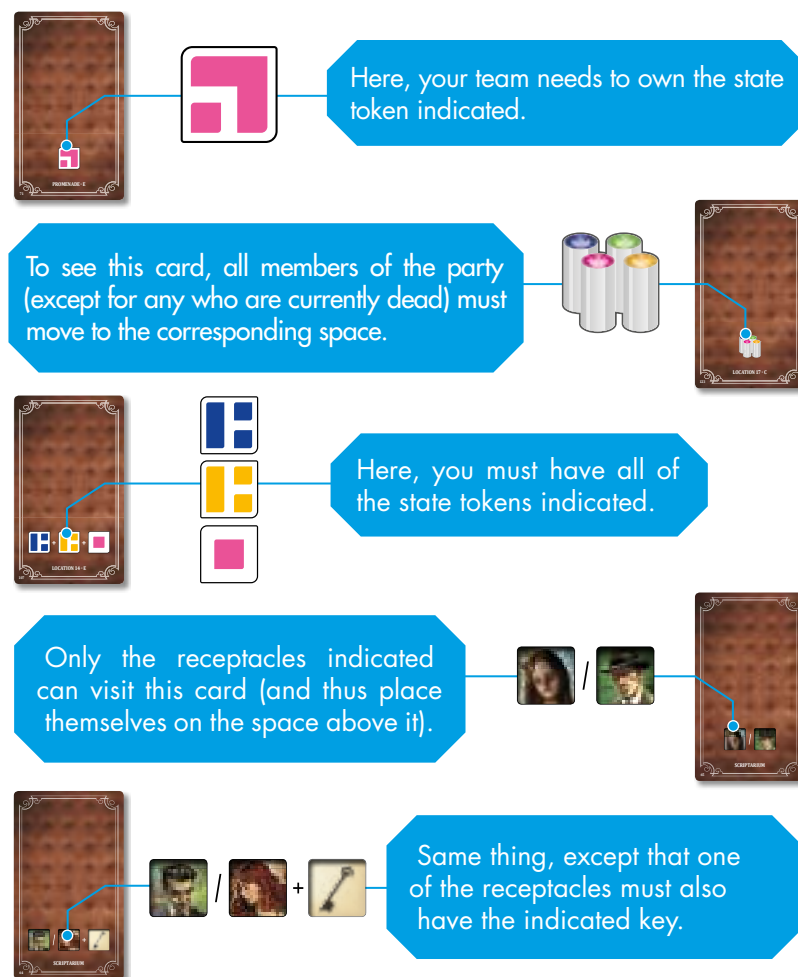 Here, your team needs to own the state
token indicated.
PROMENADE - E
To see this card, all members of the party
(except for any who are currently dead) must
move to the corresponding space.
LOCATION 17 - C
Here, you must have all of
the state tokens indicated.
+ +
LOCATION 14 - E
Only the receptacles indicated
can visit this card (and thus place
themselves on the space above it).
/
/
SCRIPTARIUM
Same thing, except that one
of the receptacles must also
have the indicated key.
/ +
/ +
SCRIPTARIUM